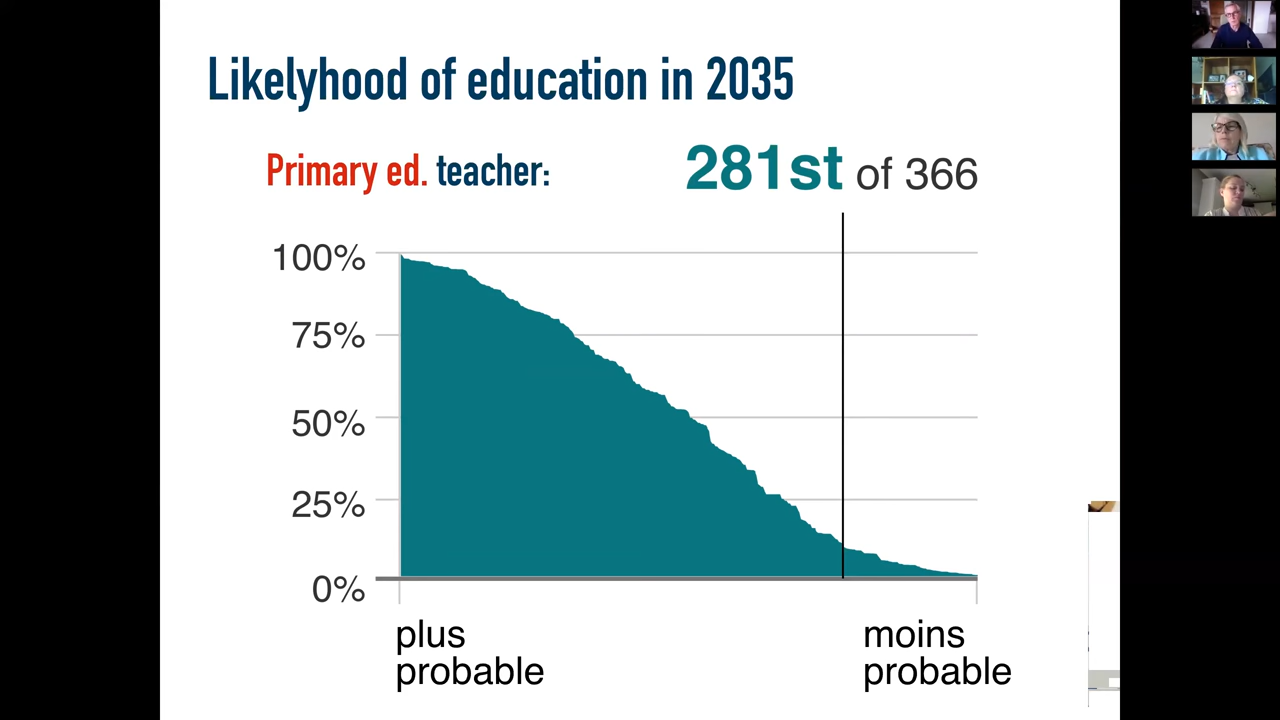 Likelyhood of education in 2035
Primary ed. teacher: 281st of 366
100%
75%
50%
25%
0%
plus probable
moins probable